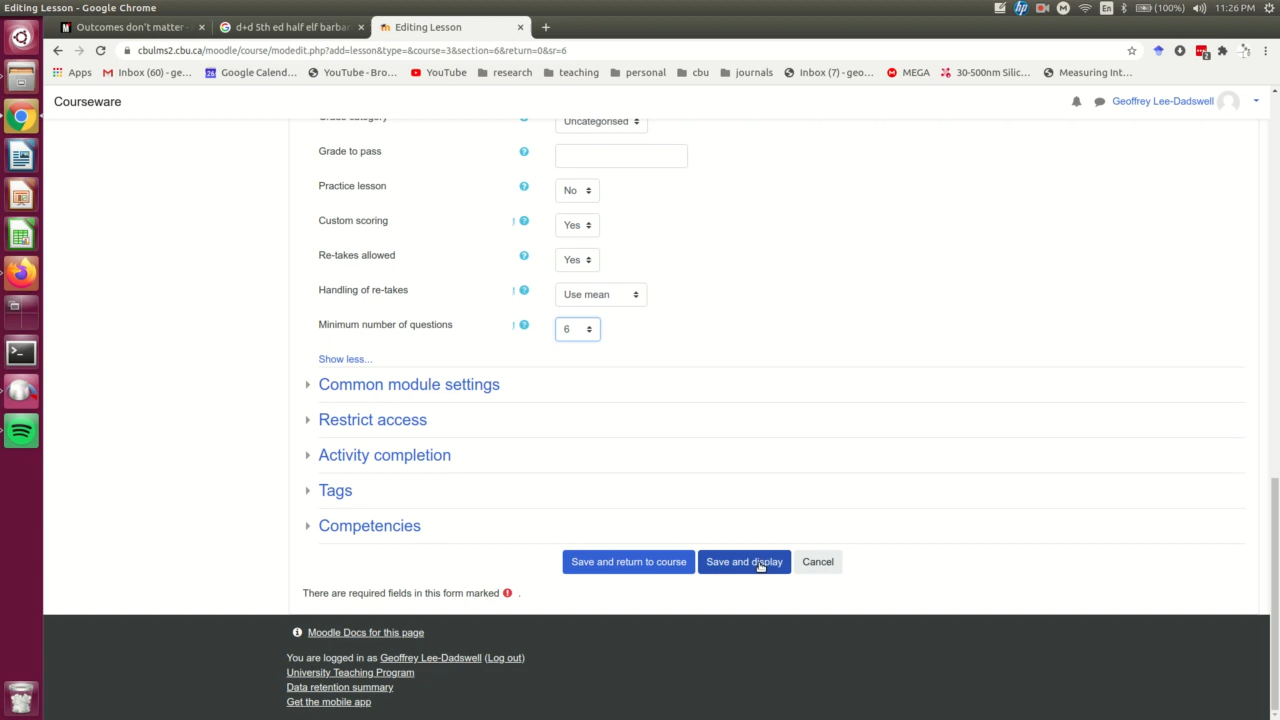 Editing Lesson - Google Chrome
En
(100%)
11:26 PM
Outcomes don't matter -
d+d 5th ed half elf barbar
Editing Lesson
cbulms2.cbu.ca/moodle/course/modedit.php?add=lesson&type=&course=3&section=6&return=0&sr=6
Apps
Inbox (60) - ge...
Google Calend...
YouTube - Bro...
YouTube
research
teaching
personal
cbu
journals
Inbox (7) - geo...
MEGA
30-500nm Silic...
Measuring Int...
Courseware
Geoffrey Lee-Dadswell
Grade category
Uncategorised
Grade to pass
Practice lesson
No
Custom scoring
Yes
Re-takes allowed
Yes
Handling of re-takes
Use mean
Minimum number of questions
6
Show less...
Common module settings
Restrict access
Activity completion
Tags
Competencies
Save and return to course
Save and display
Cancel
There are required fields in this form marked .
Moodle Docs for this page
You are logged in as Geoffrey Lee-Dadswell (Log out)
University Teaching Program
Data retention summary
Get the mobile app